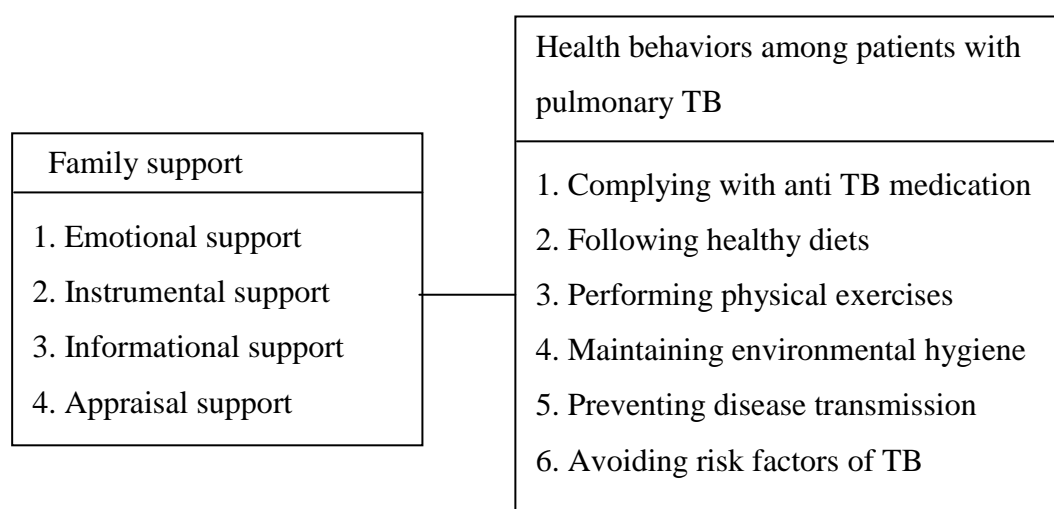 Family support
1. Emotional support
2. Instrumental support
3. Informational support
4. Appraisal support
Health behaviors among patients with
pulmonary TB
1. Complying with anti TB medication
2. Following healthy diets
3. Performing physical exercises
4. Maintaining environmental hygiene
5. Preventing disease transmission
6. Avoiding risk factors of TB